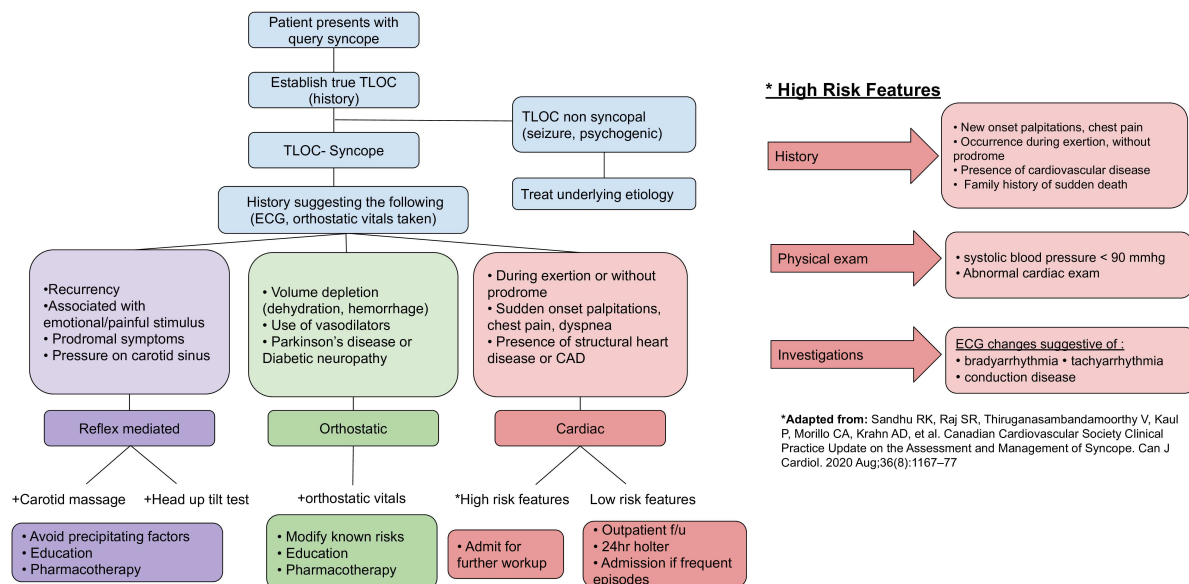 Patient presents with
query syncope
Establish true TLOC
(history)
TLOC non syncopal
(seizure, psychogenic)
TLOC- Syncope
Treat underlying etiology
History suggesting the following
(ECG, orthostatic vitals taken)
•Recurrency
•Associated with
emotional/painful stimulus
• Prodromal symptoms
• Pressure on carotid sinus
• Volume depletion
(dehydration, hemorrhage)
• Use of vasodilators
• Parkinson's disease or
Diabetic neuropathy
• During exertion or without
prodrome
• Sudden onset palpitations,
chest pain, dyspnea
• Presence of structural heart
disease or CAD
Reflex mediated
Orthostatic
Cardiac
+Carotid massage
+Head up tilt test
+orthostatic vitals
*High risk features
Low risk features
• Avoid precipitating factors
• Education
• Pharmacotherapy
• Modify known risks
• Education
• Pharmacotherapy
• Admit for
further workup
• Outpatient f/u
• 24hr holter
• Admission if frequent
episodes
* High Risk Features
History
• New onset palpitations, chest pain
• Occurrence during exertion, without
prodrome
• Presence of cardiovascular disease
• Family history of sudden death
Physical exam
• systolic blood pressure < 90 mmhg
• Abnormal cardiac exam
Investigations
ECG changes suggestive of :
• bradyarrhythmia • tachyarrhythmia
• conduction disease
*Adapted from: Sandhu RK, Raj SR, Thiruganasambandamoorthy V, Kaul
P, Morillo CA, Krahn AD, et al. Canadian Cardiovascular Society Clinical
Practice Update on the Assessment and Management of Syncope. Can J
Cardiol. 2020 Aug;36(8):1167–77